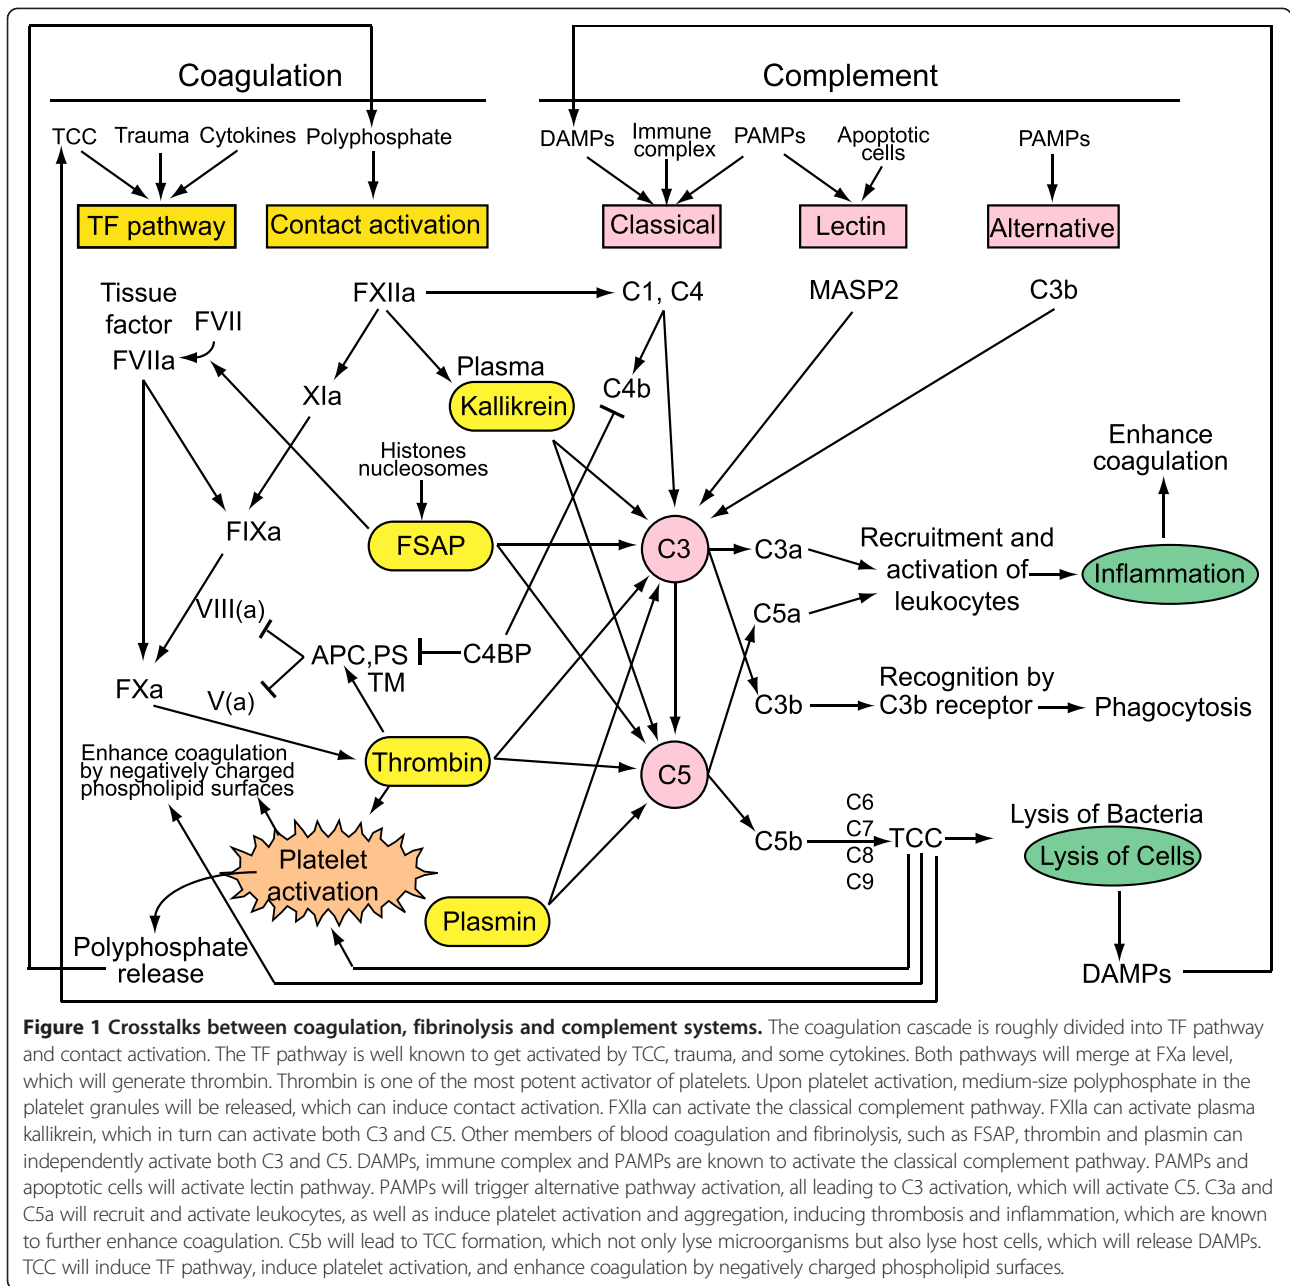 Coagulation
Complement
TCC
Trauma
Cytokines
Polyphosphate
DAMPs
Immune
complex
PAMPs
Apoptotic
cells
PAMPs
TF pathway
Contact activation
Classical
Lectin
Alternative
Tissue
factor
FVII
FVIIa
FXIIa
C1, C4
MASP2
C3b
XIa
Plasma
Kallikrein
C4b
Histones
nucleosomes
Enhance
coagulation
FIXa
FSAP
C3
C3a
Recruitment and
activation of
leukocytes
Inflammation
C5a
VIII(a)
APC,PS
TM
C4BP
FXa
V(a)
C3b
Recognition by
C3b receptor
Phagocytosis
Enhance coagulation
by negatively charged
phospholipid surfaces
Thrombin
C5
C5b
C6
C7
C8
C9
TCC
Lysis of Bacteria
Lysis of Cells
Platelet
activation
Plasmin
Polyphosphate
release
DAMPs
Figure 1 Crosstalks between coagulation, fibrinolysis and complement systems. The coagulation cascade is roughly divided into TF pathway
and contact activation. The TF pathway is well known to get activated by TCC, trauma, and some cytokines. Both pathways will merge at FXa level,
which will generate thrombin. Thrombin is one of the most potent activator of platelets. Upon platelet activation, medium-size polyphosphate in the
platelet granules will be released, which can induce contact activation. FXIIa can activate the classical complement pathway. FXIIa can activate plasma
kallikrein, which in turn can activate both C3 and C5. Other members of blood coagulation and fibrinolysis, such as FSAP, thrombin and plasmin can
independently activate both C3 and C5. DAMPs, immune complex and PAMPs are known to activate the classical complement pathway. PAMPs and
apoptotic cells will activate lectin pathway. PAMPs will trigger alternative pathway activation, all leading to C3 activation, which will activate C5. C3a and
C5a will recruit and activate leukocytes, as well as induce platelet activation and aggregation, inducing thrombosis and inflammation, which are known
to further enhance coagulation. C5b will lead to TCC formation, which not only lyse microorganisms but also lyse host cells, which will release DAMPs.
TCC will induce TF pathway, induce platelet activation, and enhance coagulation by negatively charged phospholipid surfaces.